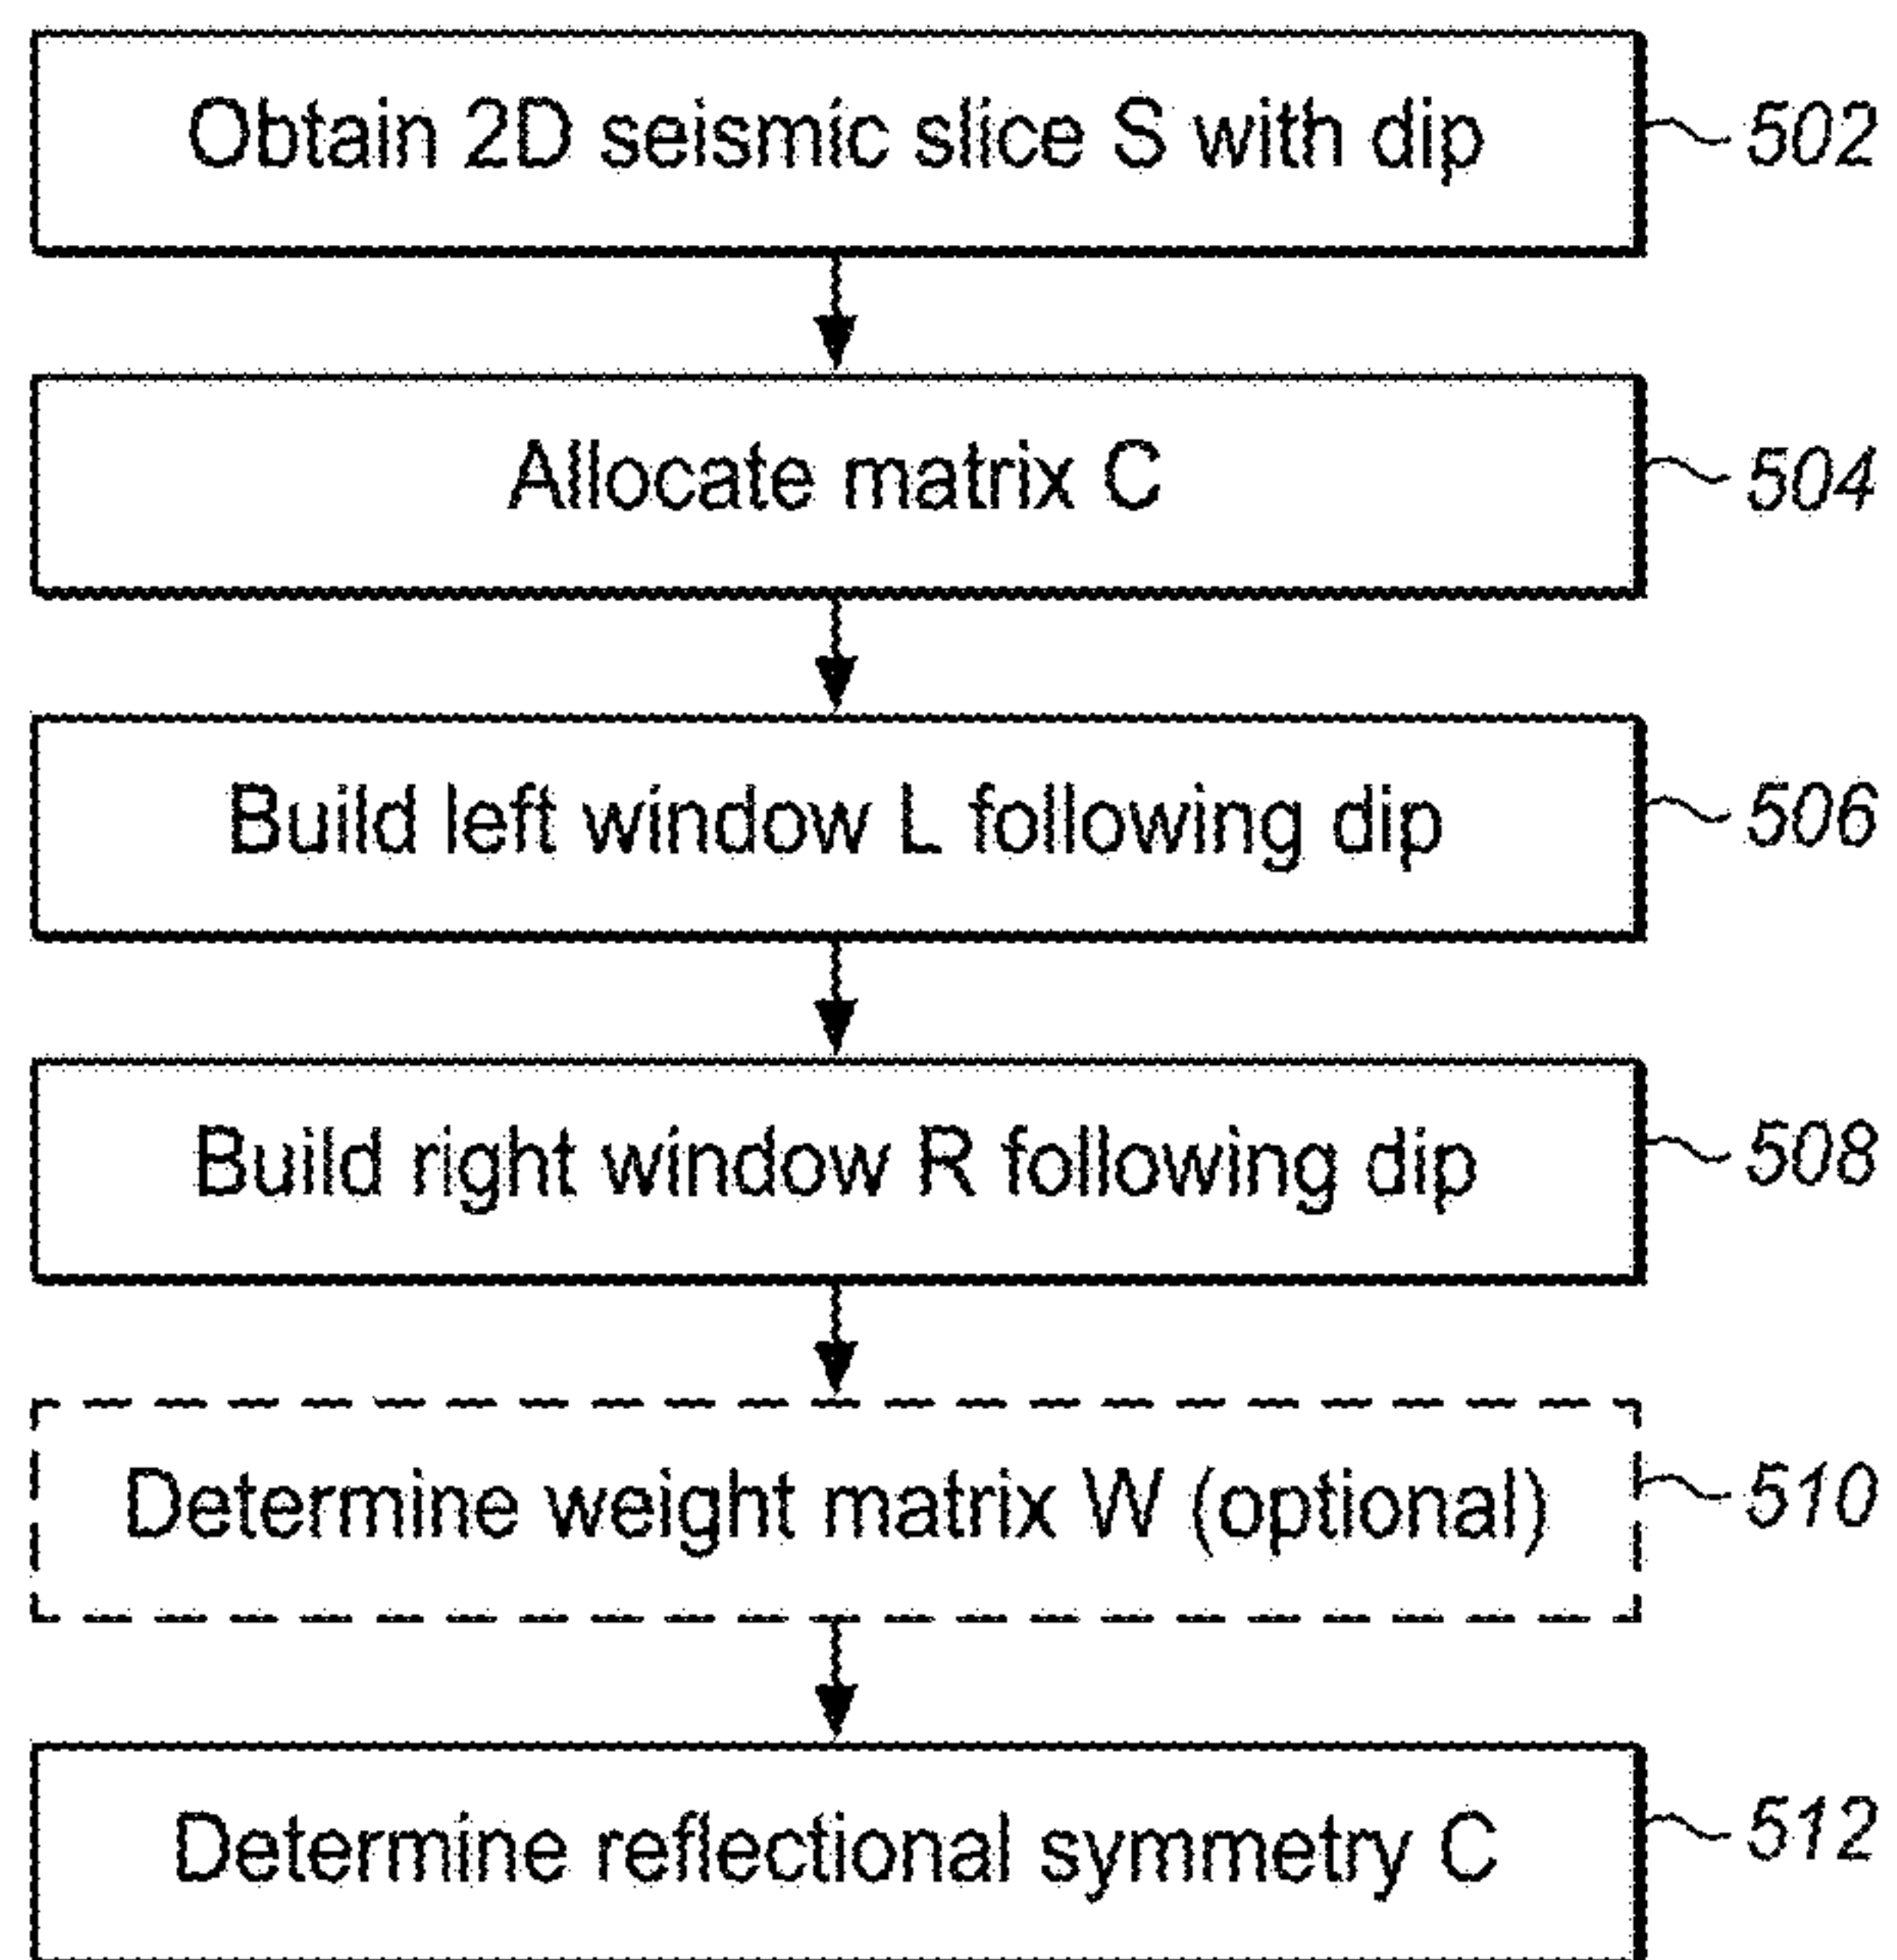 Obtain 2D seismic slice S with dip
502
Allocate matrix C
504
Build left window L following dip
506
Build right window R following dip
508
Determine weight matrix W (optional)
510
Determine reflectional symmetry C
512